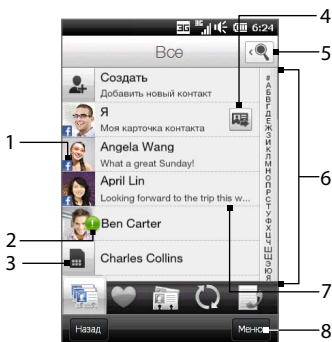 3G 6:24
Все
4
5
Создать
Добавить новый контакт
Я
Моя карточка контакта
1
Angela Wang
What a great Sunday!
April Lin
Looking forward to the trip this w...
2
Ben Carter
3
Charles Collins
#
А
Б
В
Г
Д
Е
Ж
З
И
К
Л
М
Н
О
П
Р
С
Т
У
Ф
Х
Ц
Ч
Ш
Щ
Э
Ю
Я
6
7
Назад
Меню
8